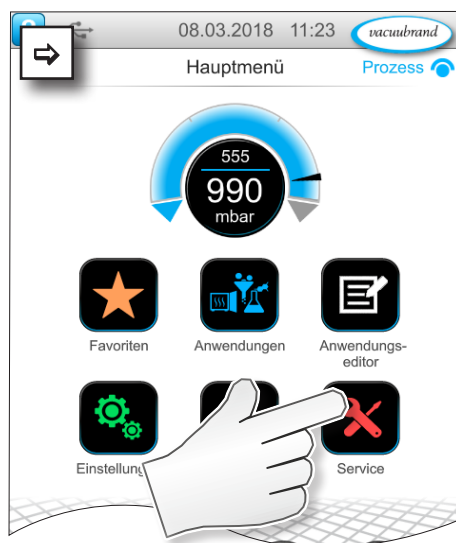 08.03.2018 11:23 vacuubrand
Hauptmenü Prozess
555
990
mbar
Favoriten Anwendungen Anwendungs-
editor
Service